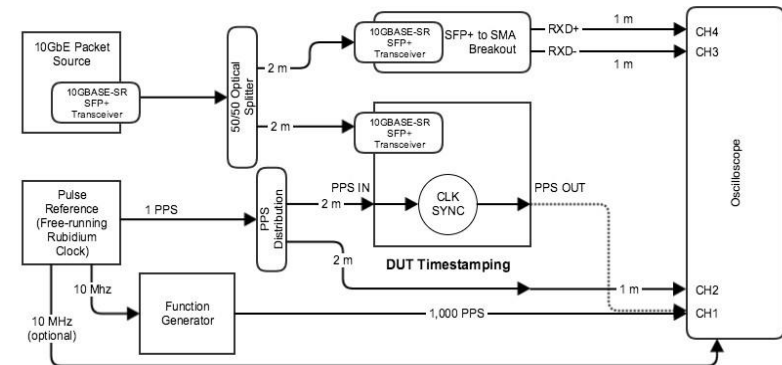 10GbE Packet
Source
10GBASE-SR
SFP+
Transceiver
50/50 Optical
Splitter
2 m
2 m
10GBASE-SR
SFP+
Transceiver
SFP+ to SMA
Breakout
RXD+
RXD-
1 m
1 m
CH4
CH3
10GBASE-SR
SFP+
Transceiver
Pulse
Reference
(Free-running
Rubidium
Clock)
1 PPS
PPS
Distribution
PPS IN
2 m
2 m
CLK
SYNC
PPS OUT
DUT Timestamping
1 m
CH2
CH1
10 Mhz
10 MHz
(optional)
Function
Generator
1,000 PPS
Oscilloscope